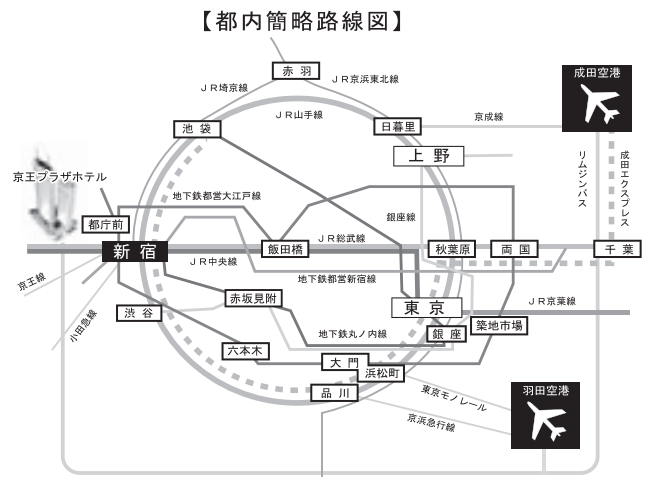 【都内簡略路線図】
赤羽
成田空港
JR埼京線
JR京浜東北線
JR山手線
池袋
日暮里
京成線
上野
リムジンバス
成田エクスプレス
京王プラザホテル
地下鉄都営大江戸線
都庁前
銀座線
新宿
飯田橋
JR総武線
秋葉原
両国
千葉
JR中央線
地下鉄都営新宿線
京王線
赤坂見附
東京
JR京葉線
渋谷
小田急線
地下鉄丸ノ内線
銀座
築地市場
六本木
大門
浜松町
品川
東京モノレール
京浜急行線
羽田空港